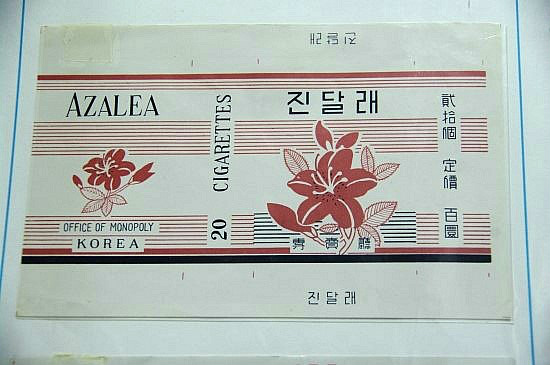 진달래
AZALEA
OFFICE OF MONOPOLY
KOREA
20 CIGARETTES
진달래
專賣廳
貳拾個 定價 百圜
진달래